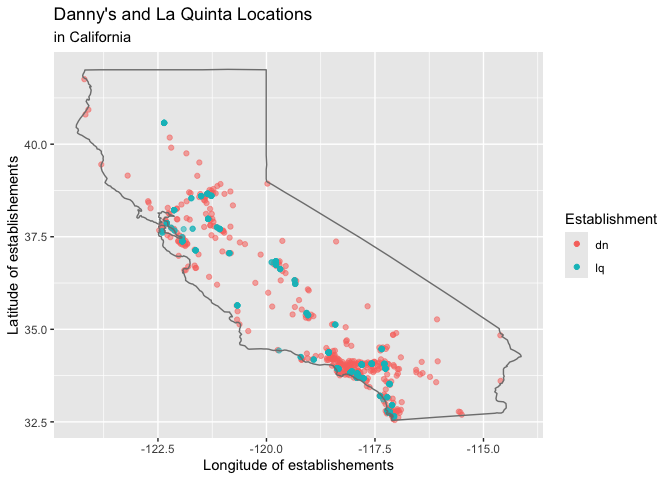 Danny's and La Quinta Locations
in California
Latitude of establishements
40.0
37.5
35.0
32.5
-122.5
-120.0
-117.5
-115.0
Longitude of establishements
Establishment
dn
lq